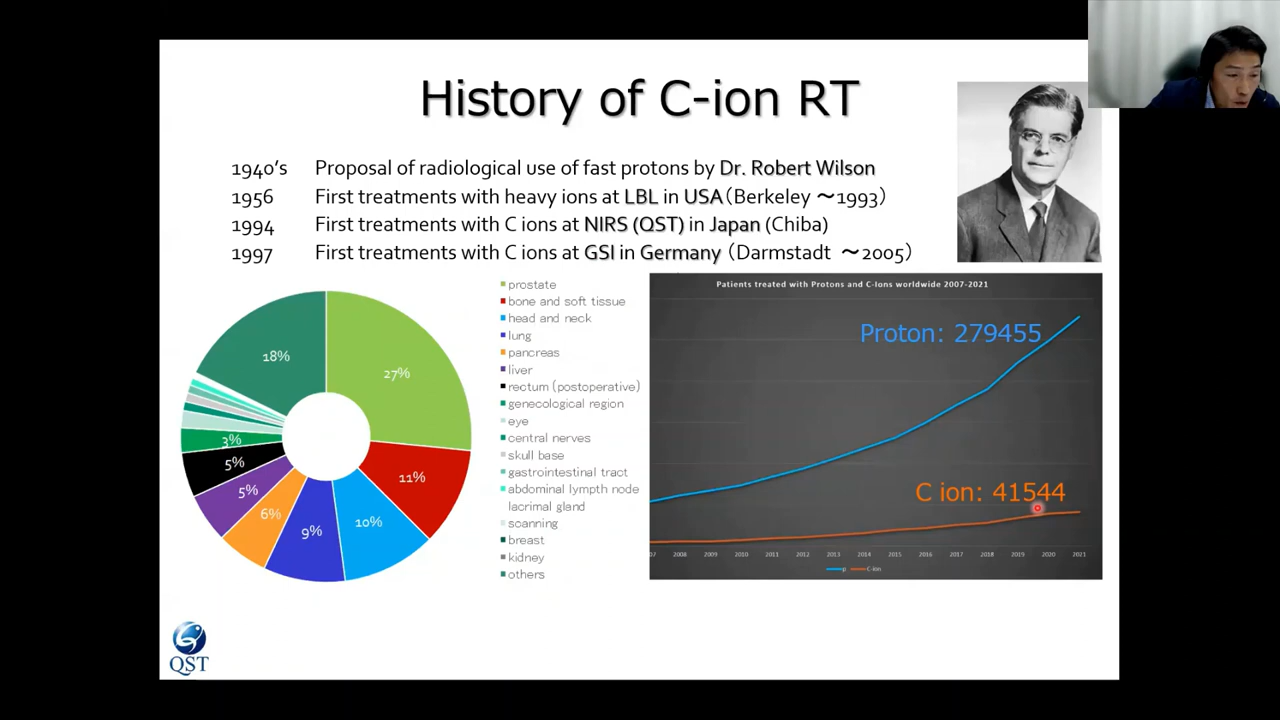 History of C-ion RT
1940's Proposal of radiological use of fast protons by Dr. Robert Wilson
1956 First treatments with heavy ions at LBL in USA（Berkeley ～1993）
1994 First treatments with C ions at NIRS (QST) in Japan (Chiba)
1997 First treatments with C ions at GSI in Germany （Darmstadt ～2005）
18%
27%
11%
10%
9%
6%
5%
5%
3%
prostate
bone and soft tissue
head and neck
lung
pancreas
liver
rectum (postoperative)
genecological region
eye
central nerves
skull base
gastrointestinal tract
abdominal lymph node
lacrimal gland
scanning
breast
kidney
others
Patients treated with Protons and C-Ions worldwide 2007-2021
Proton: 279455
C ion: 41544
07 2008 2009 2010 2011 2012 2013 2014 2015 2016 2017 2018 2019 2020 2021
p C-ion
QST